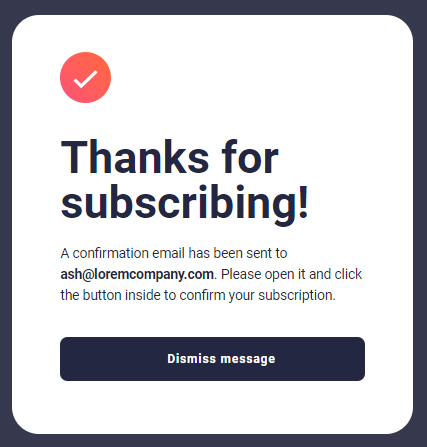 Thanks for
subscribing!
A confirmation email has been sent to
ash@loremcompany.com. Please open it and click
the button inside to confirm your subscription.
Dismiss message